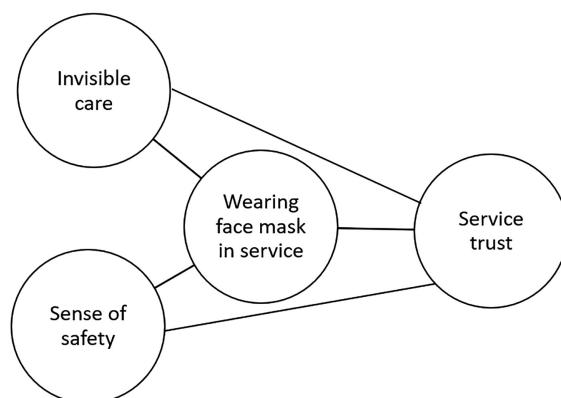 Invisible
care
Wearing
face mask
in service
Service
trust
Sense of
safety